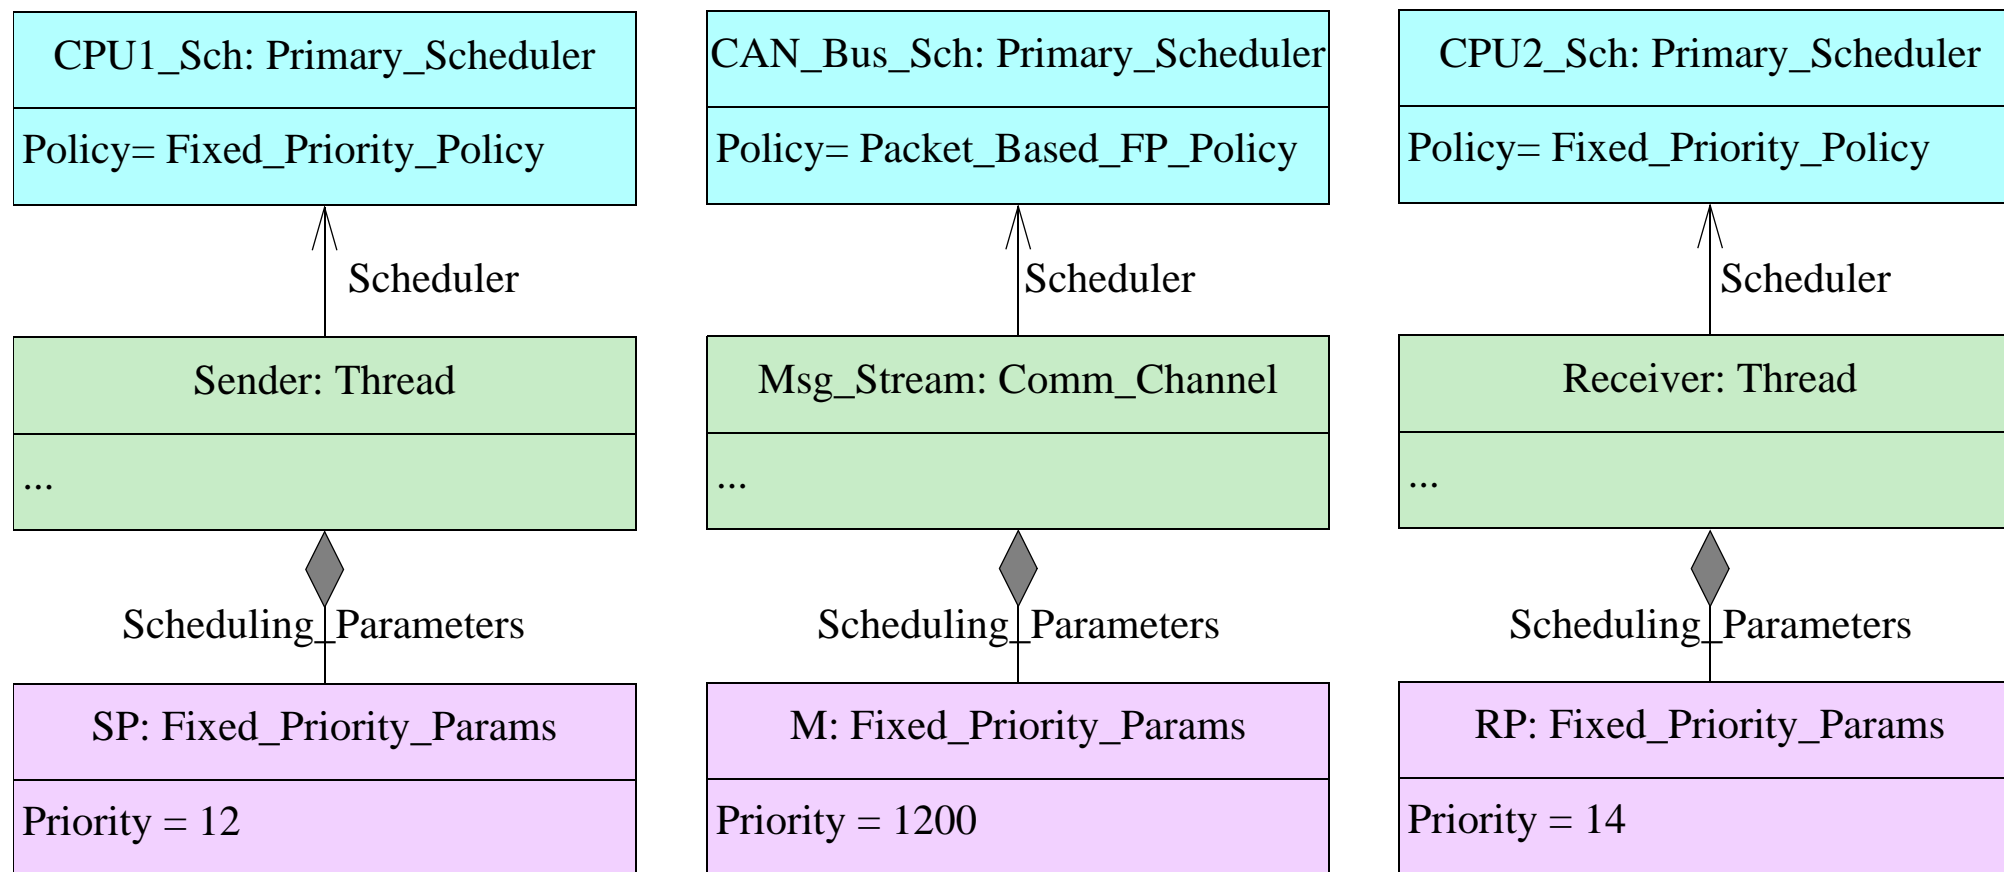 CPU1_Sch: Primary_Scheduler
Policy= Fixed_Priority_Policy
Scheduler
Sender: Thread
...
Scheduling_Parameters
SP: Fixed_Priority_Params
Priority = 12
CAN_Bus_Sch: Primary_Scheduler
Policy= Packet_Based_FP_Policy
Scheduler
Msg_Stream: Comm_Channel
...
Scheduling_Parameters
M: Fixed_Priority_Params
Priority = 1200
CPU2_Sch: Primary_Scheduler
Policy= Fixed_Priority_Policy
Scheduler
Receiver: Thread
...
Scheduling_Parameters
RP: Fixed_Priority_Params
Priority = 14